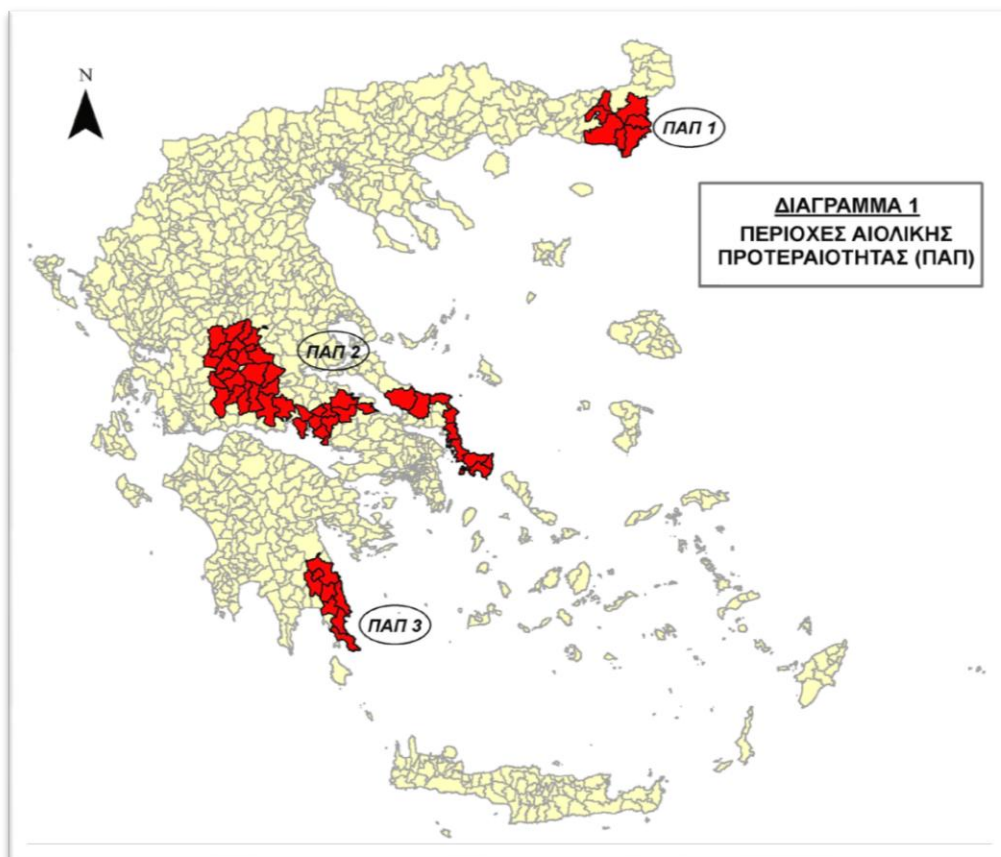 N
ΠΑΠ 1
ΔΙΑΓΡΑΜΜΑ 1
ΠΕΡΙΟΧΕΣ ΑΙΟΛΙΚΗΣ
ΠΡΟΤΕΡΑΙΟΤΗΤΑΣ (ΠΑΠ)
ΠΑΠ 2
ΠΑΠ 3